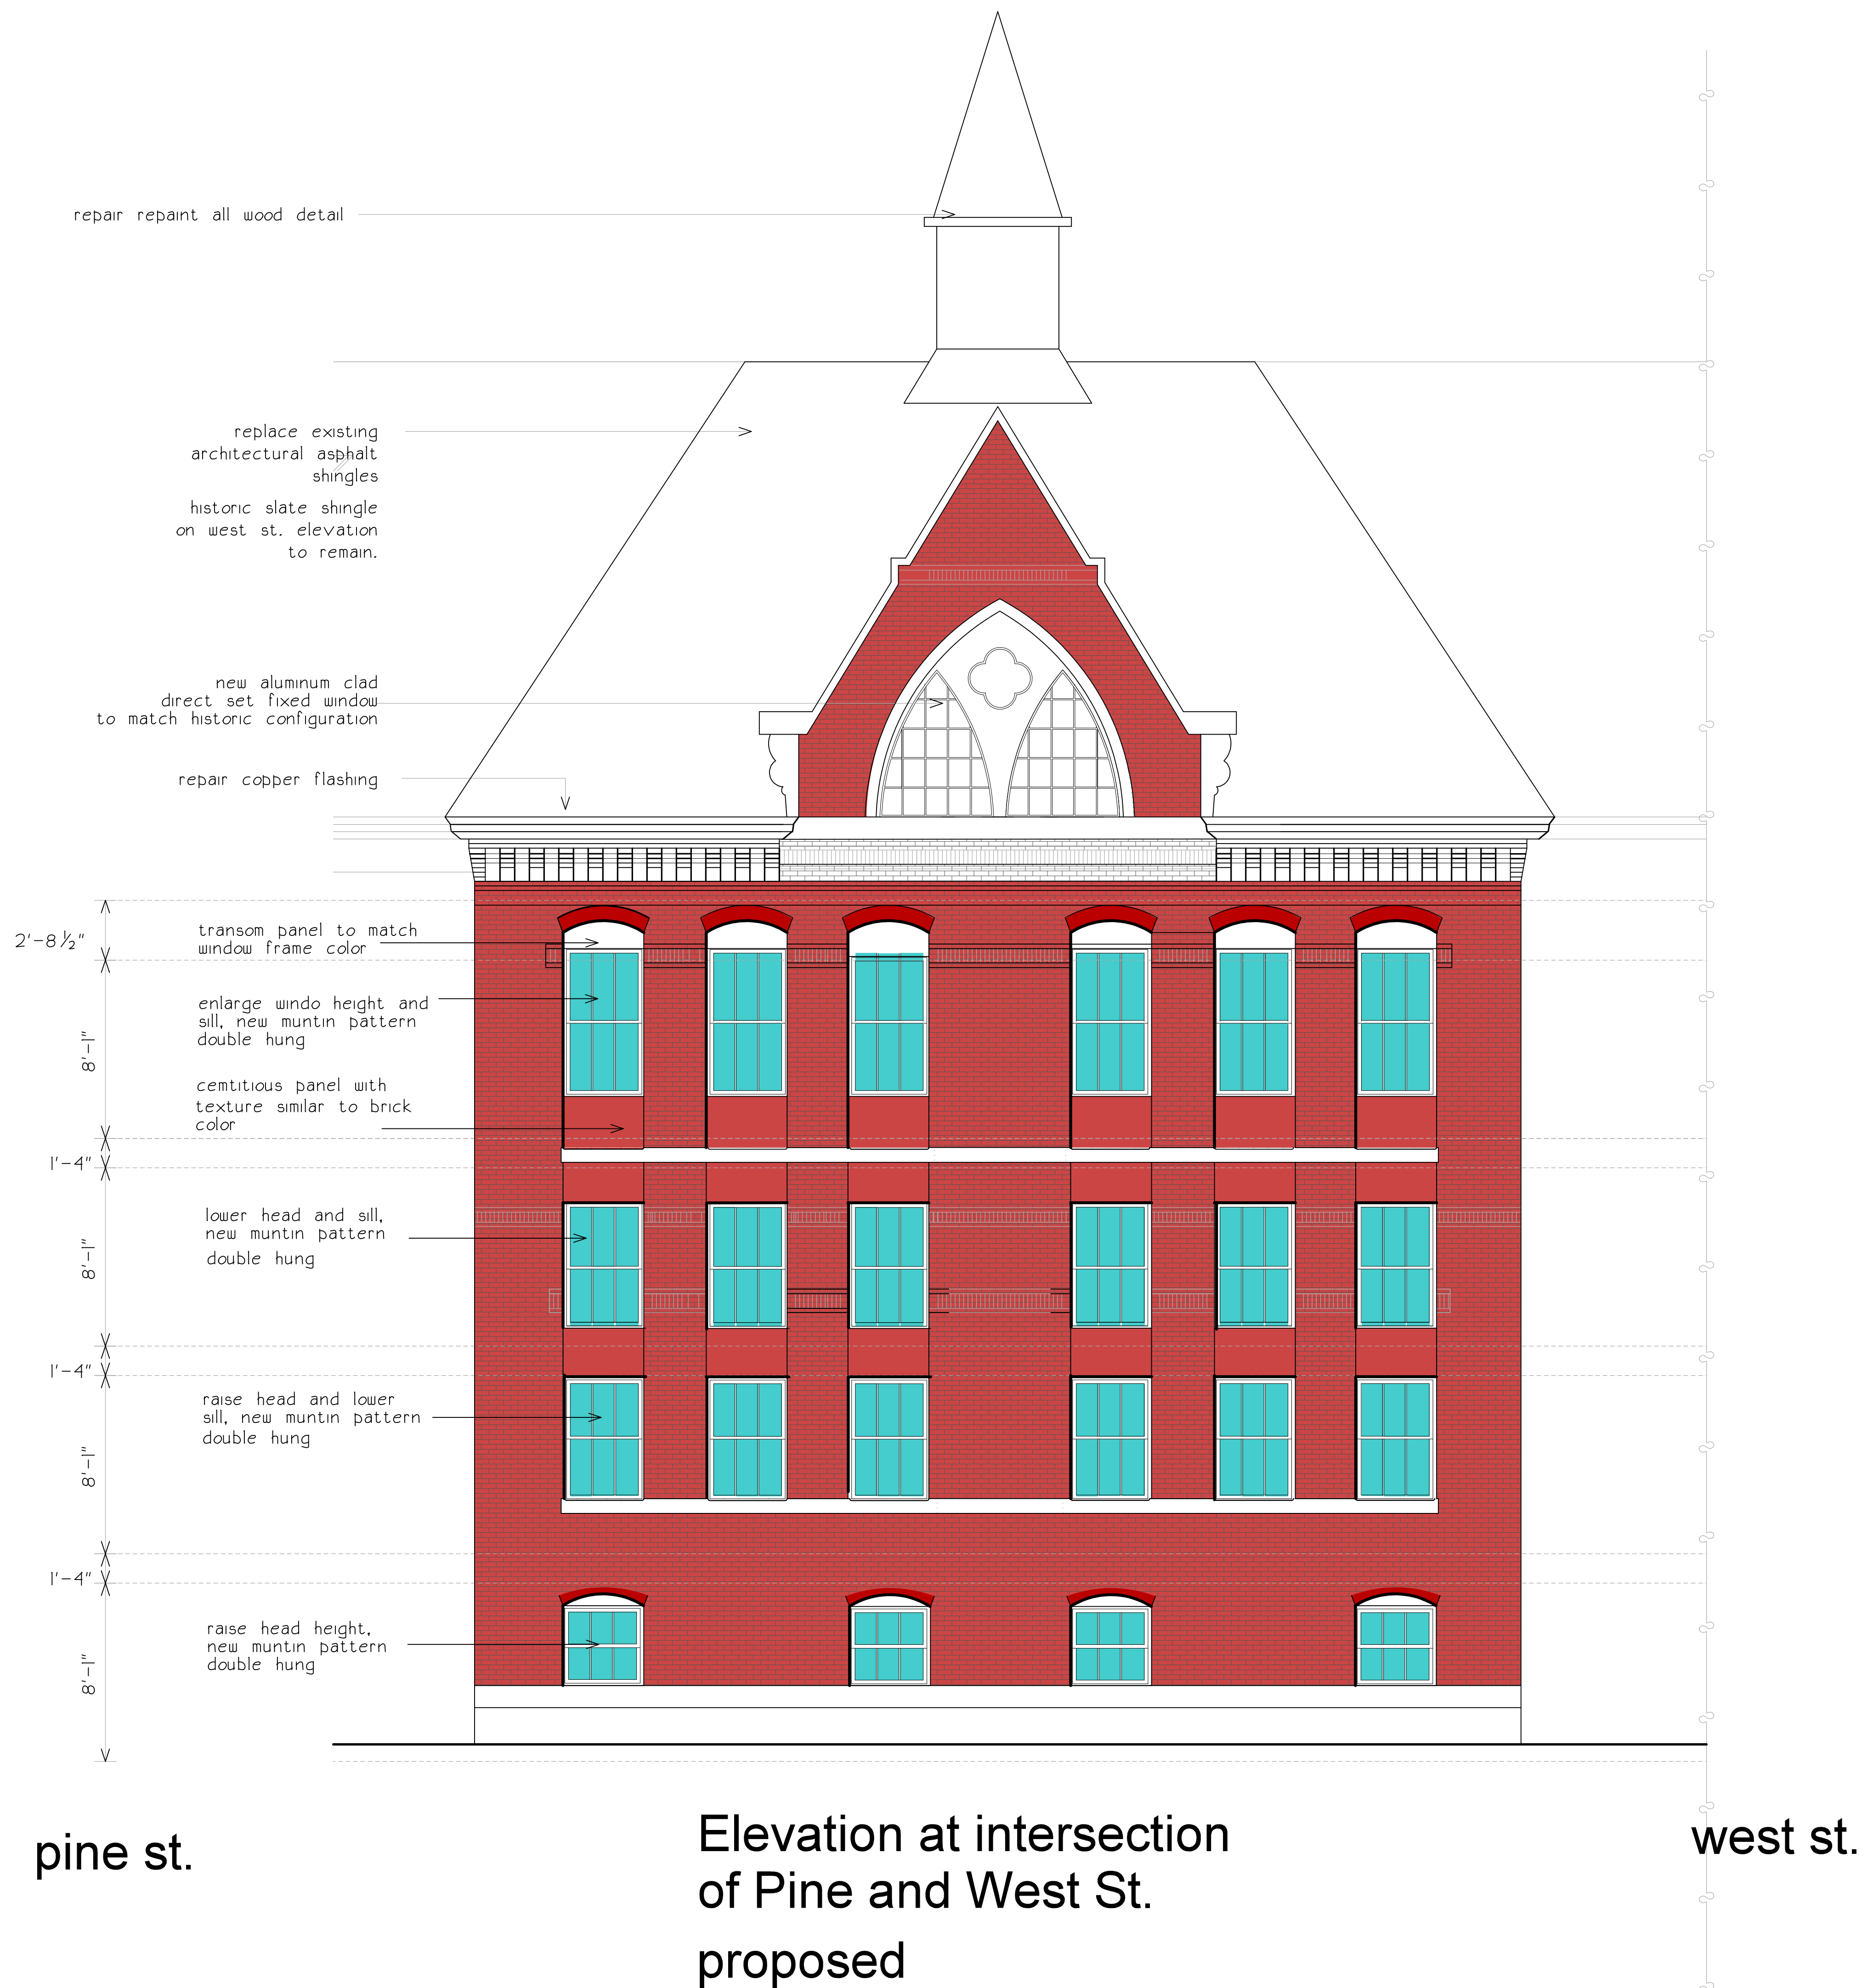 repair repaint all wood detail
replace existing
architectural asphalt
shingles
historic slate shingle
on west st. elevation
to remain.
new aluminum clad
direct set fixed window
to match historic configuration
repair copper flashing
2'-8½"
transom panel to match
window frame color
enlarge windo height and
sill, new muntin pattern
double hung
8'-1"
cemtitious panel with
texture similar to brick
color
1'-4"
lower head and sill,
new muntin pattern
double hung
8'-1"
1'-4"
raise head and lower
sill, new muntin pattern
double hung
8'-1"
1'-4"
raise head height,
new muntin pattern
double hung
8'-1"
pine st.
Elevation at intersection
of Pine and West St.
proposed
west st.